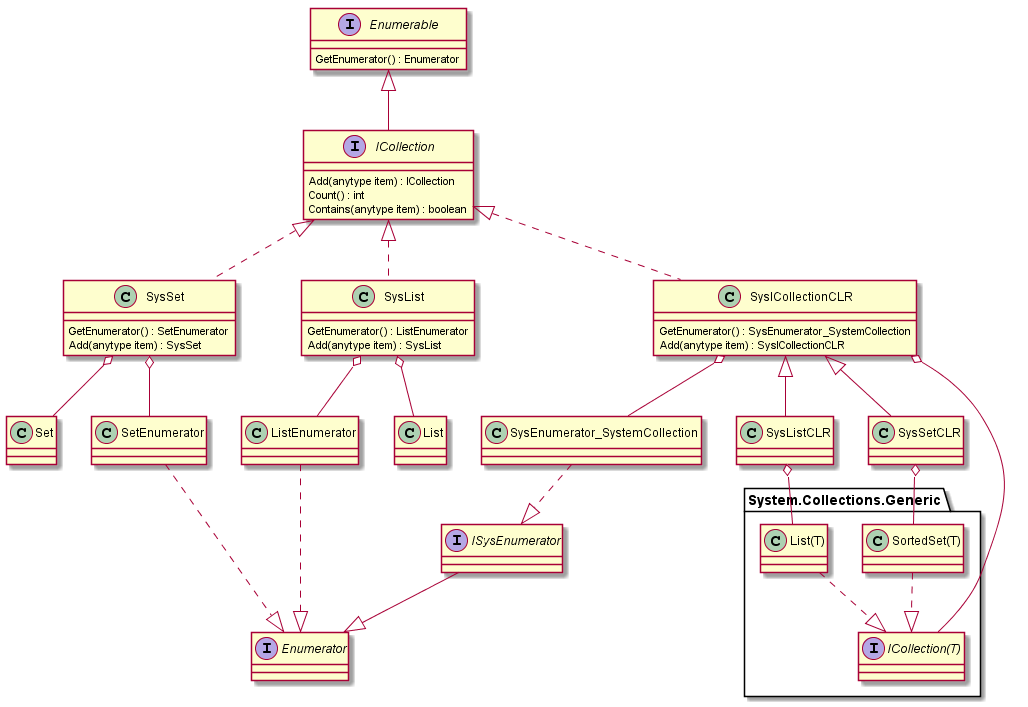 I Enumerable
GetEnumerator() : Enumerator
I ICollection
Add(anytype item) : ICollection
Count() : int
Contains(anytype item) : boolean
C SysSet
GetEnumerator() : SetEnumerator
Add(anytype item) : SysSet
C SysList
GetEnumerator() : ListEnumerator
Add(anytype item) : SysList
C SysICollectionCLR
GetEnumerator() : SysEnumerator_SystemCollection
Add(anytype item) : SysICollectionCLR
C Set
C SetEnumerator
C ListEnumerator
C List
C SysEnumerator_SystemCollection
C SysListCLR
C SysSetCLR
System.Collections.Generic
I ISysEnumerator
C List(T)
C SortedSet(T)
I Enumerator
I ICollection(T)